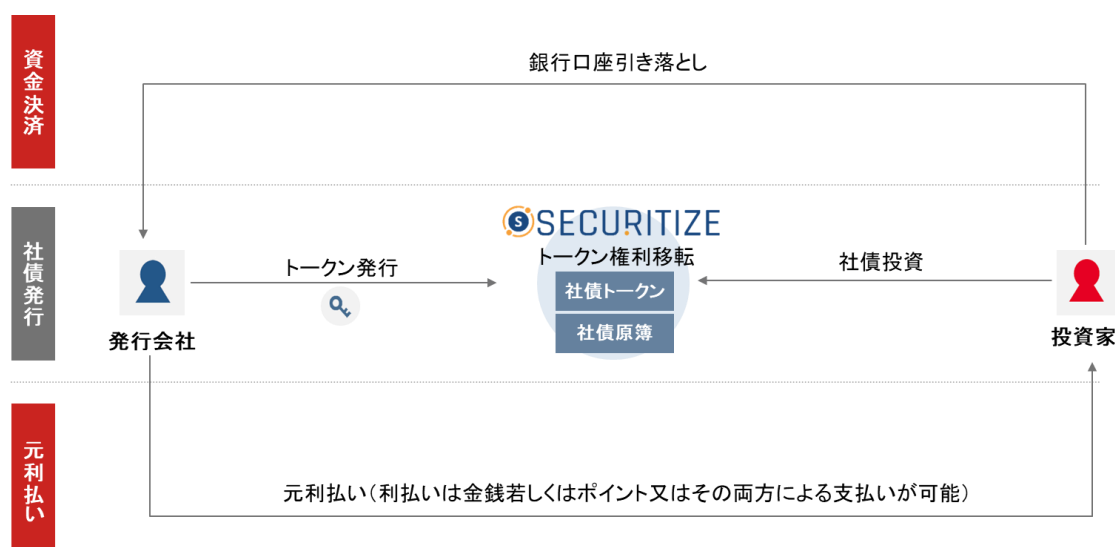 資金決済
銀行口座引き落とし
社債発行
SECURITIZE
トークン権利移転
トークン発行
社債投資
社債トークン
社債原簿
発行会社
投資家
元利払い
元利払い(利払いは金銭若しくはポイント又はその両方による支払いが可能)